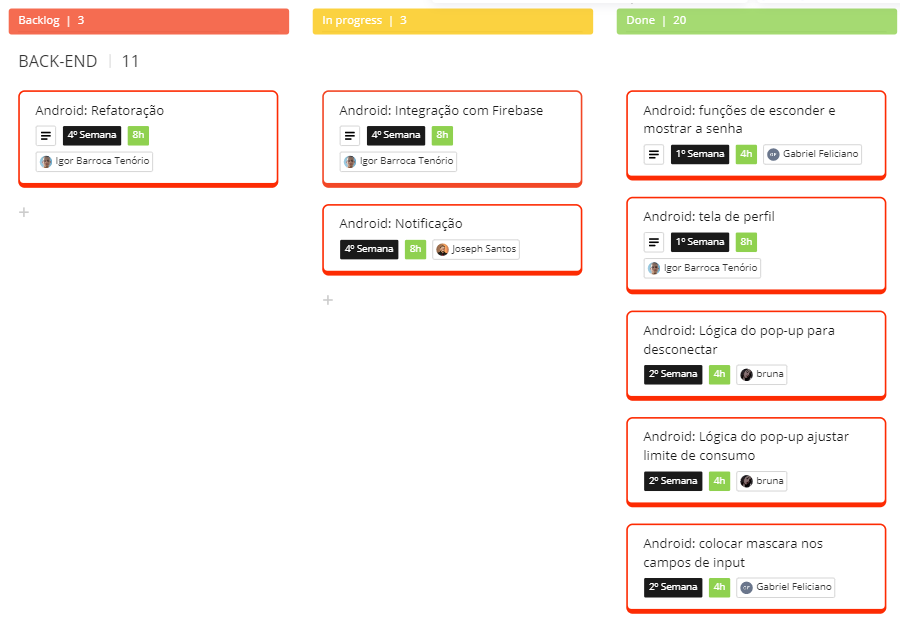 Backlog | 3
In progress | 3
Done | 20
BACK-END | 11
Android: Refatoração
4º Semana
8h
Igor Barroca Tenório
Android: Integração com Firebase
4º Semana
8h
Igor Barroca Tenório
Android: Notificação
4º Semana
8h
Joseph Santos
Android: funções de esconder e
mostrar a senha
1º Semana
4h
GF
Gabriel Feliciano
Android: tela de perfil
1º Semana
8h
Igor Barroca Tenório
Android: Lógica do pop-up para
desconectar
2º Semana
4h
bruna
Android: Lógica do pop-up ajustar
limite de consumo
2º Semana
4h
bruna
Android: colocar mascara nos
campos de input
2º Semana
4h
GF
Gabriel Feliciano